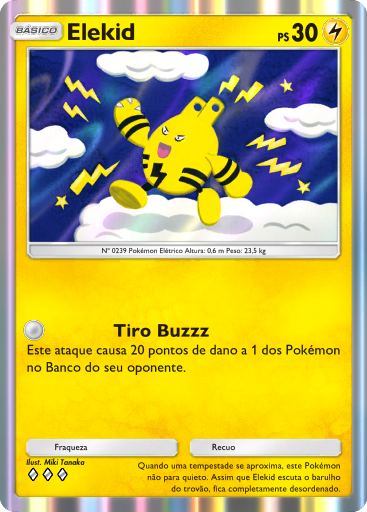 BÁSICO Elekid PS 30
Nº 0239 Pokémon Elétrico Altura: 0,6 m Peso: 23,5 kg
Tiro Buzzz
Este ataque causa 20 pontos de dano a 1 dos Pokémon
no Banco do seu oponente.
Fraqueza Recuo
Ilust. Miki Tanaka
Quando uma tempestade se aproxima, este Pokémon
não para quieto. Assim que Elekid escuta o barulho
do trovão, fica completamente desordenado.